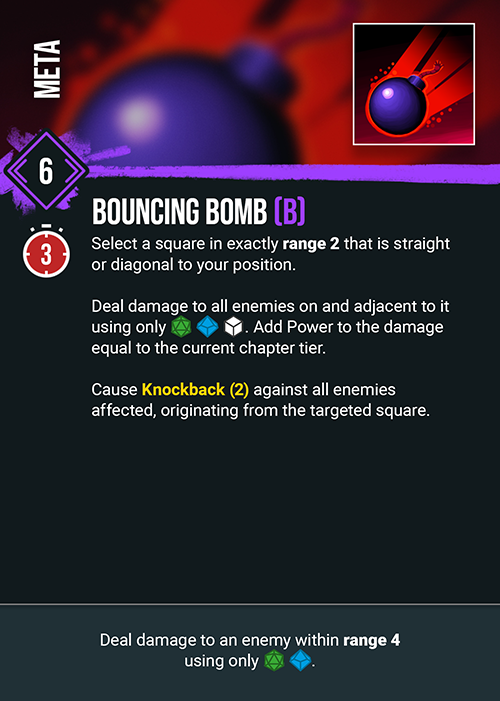 META
6
BOUNCING BOMB (B)
3
Select a square in exactly range 2 that is straight
or diagonal to your position.
Deal damage to all enemies on and adjacent to it
using only . Add Power to the damage
equal to the current chapter tier.
Cause Knockback (2) against all enemies
affected, originating from the targeted square.
Deal damage to an enemy within range 4
using only .